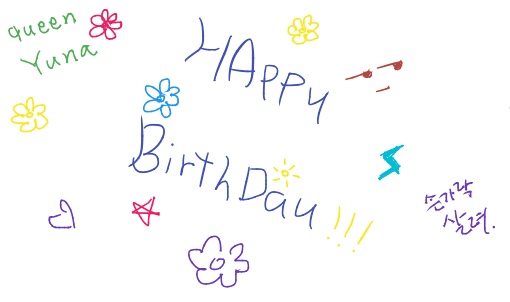 queen
Yuna
HAppy
BirthDay!!!
손가락
살려.